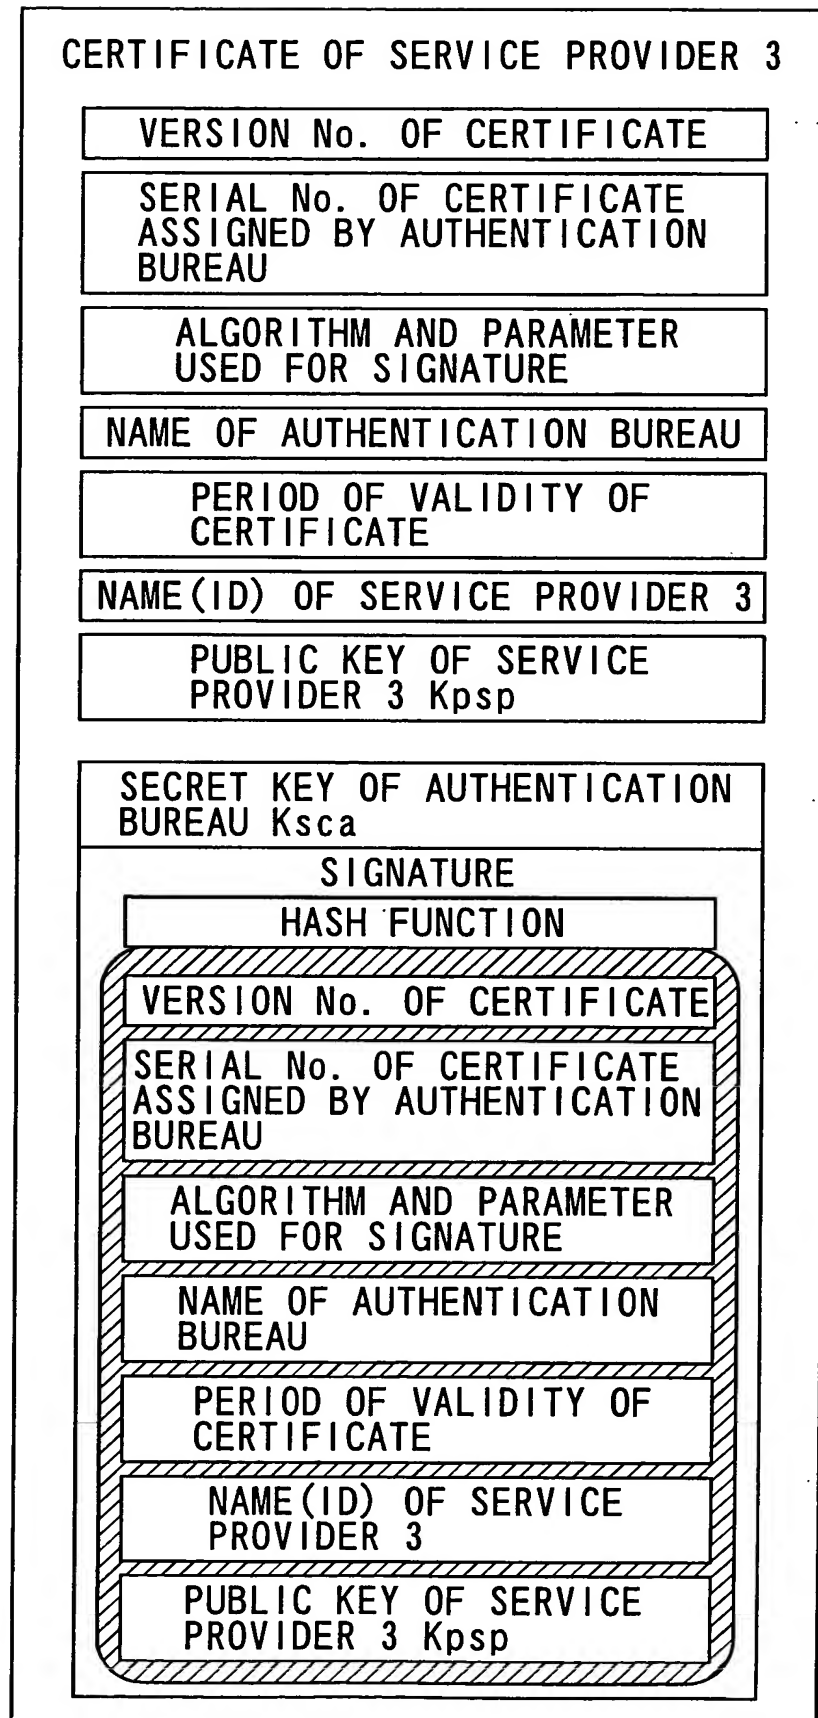 CERTIFICATE OF SERVICE PROVIDER 3
VERSION No. OF CERTIFICATE
SERIAL No. OF CERTIFICATE
ASSIGNED BY AUTHENTICATION
BUREAU
ALGORITHM AND PARAMETER
USED FOR SIGNATURE
NAME OF AUTHENTICATION BUREAU
PERIOD OF VALIDITY OF
CERTIFICATE
NAME(ID) OF SERVICE PROVIDER 3
PUBLIC KEY OF SERVICE
PROVIDER 3 Kpsp
SECRET KEY OF AUTHENTICATION
BUREAU Ksca
SIGNATURE
HASH FUNCTION
VERSION No. OF CERTIFICATE
SERIAL No. OF CERTIFICATE
ASSIGNED BY AUTHENTICATION
BUREAU
ALGORITHM AND PARAMETER
USED FOR SIGNATURE
NAME OF AUTHENTICATION
BUREAU
PERIOD OF VALIDITY OF
CERTIFICATE
NAME(ID) OF SERVICE
PROVIDER 3
PUBLIC KEY OF SERVICE
PROVIDER 3 Kpsp